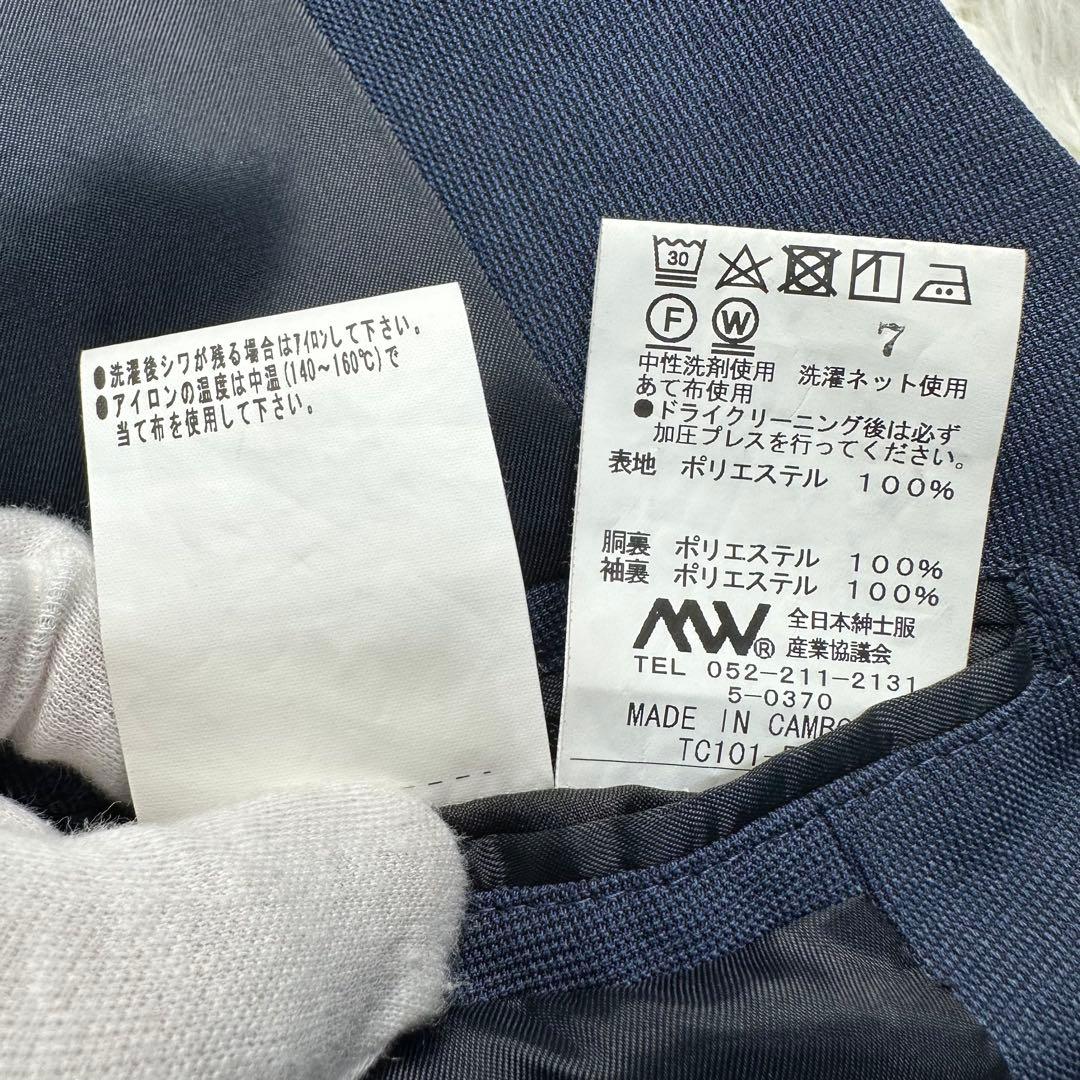 ●洗濯後シワが残る場合はｱｲﾛﾝして下さい。
●アイロンの温度は中温(140～160℃)で
当て布を使用して下さい。
30
F W
7
中性洗剤使用 洗濯ネット使用
あて布使用
●ドライクリーニング後は必ず
加圧プレスを行ってください。
表地 ポリエステル 100%
胴裏 ポリエステル 100%
袖裏 ポリエステル 100%
MW® 全日本紳士服
産業協議会
TEL 052-211-2131
5-0370
MADE IN
TC101-